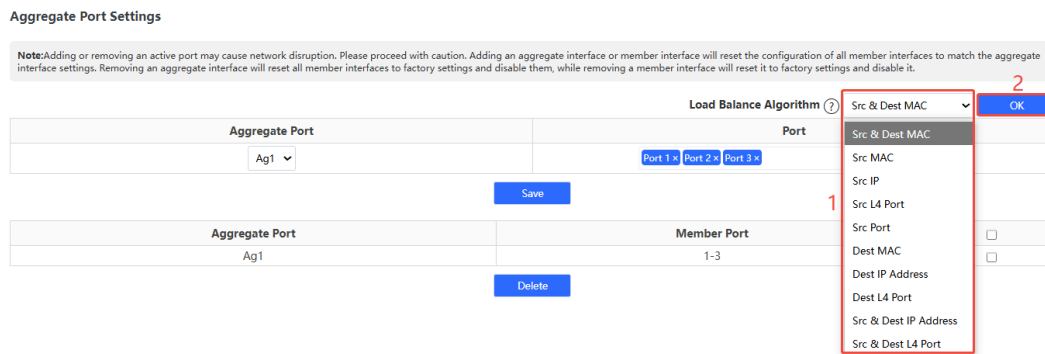 Aggregate Port Settings
Note:Adding or removing an active port may cause network disruption. Please proceed with caution. Adding an aggregate interface or member interface will reset the configuration of all member interfaces to match the aggregate
interface settings. Removing an aggregate interface will reset all member interfaces to factory settings and disable them, while removing a member interface will reset it to factory settings and disable it.
2
Load Balance Algorithm ? Src & Dest MAC OK
Aggregate Port Port
Ag1 Port 1 × Port 2 × Port 3 ×
Save
1
Aggregate Port Member Port
Ag1 1-3
Delete
Src & Dest MAC
Src MAC
Src IP
Src L4 Port
Src Port
Dest MAC
Dest IP Address
Dest L4 Port
Src & Dest IP Address
Src & Dest L4 Port